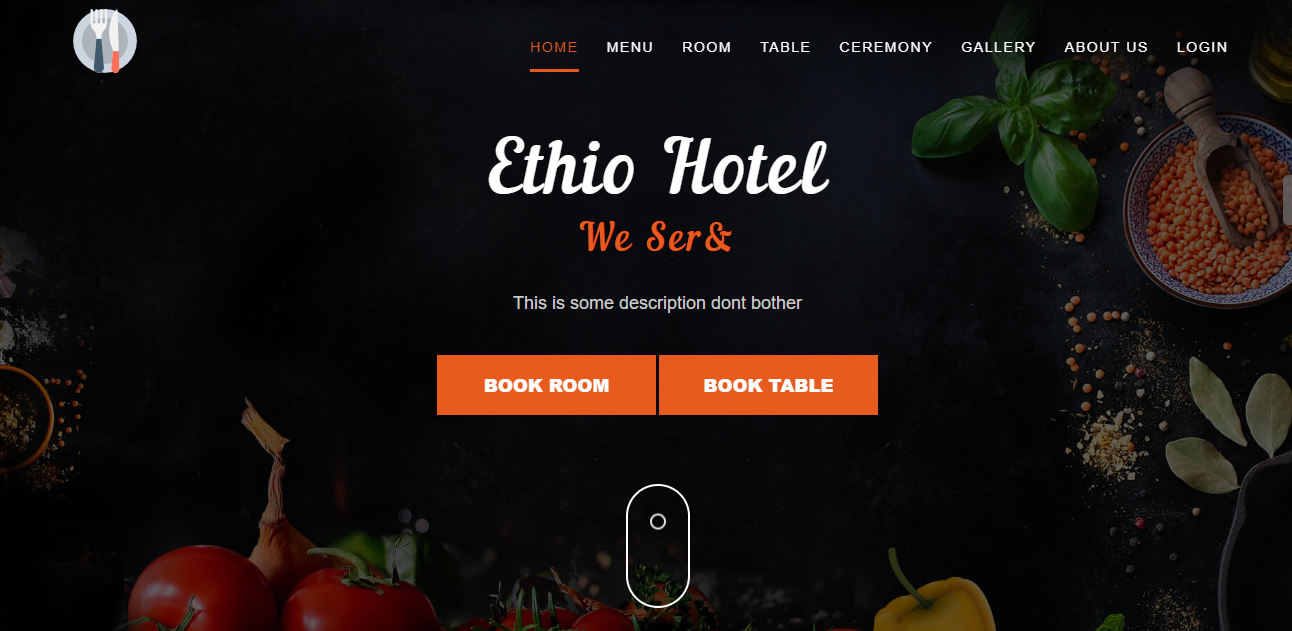 HOME MENU ROOM TABLE CEREMONY GALLERY ABOUT US LOGIN
Ethio Hotel
We Ser&
This is some description dont bother
BOOK ROOM BOOK TABLE